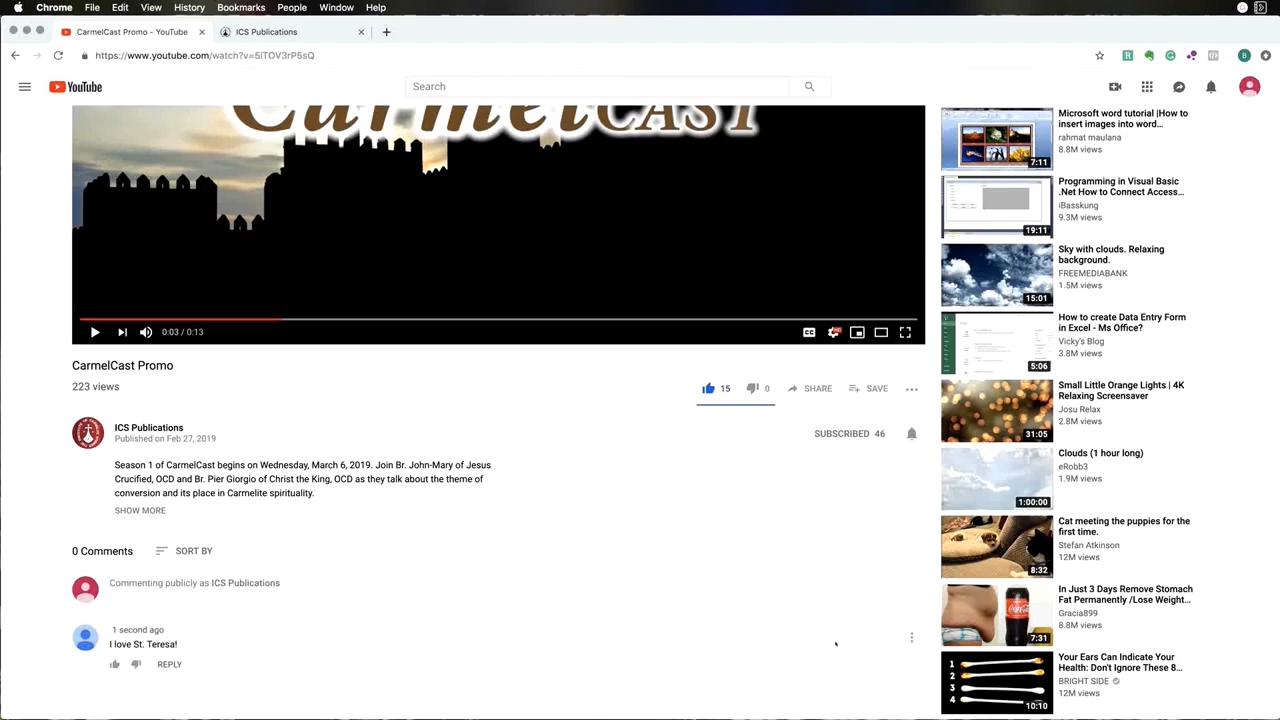 Chrome File Edit View History Bookmarks People Window Help
CarmelCast Promo - YouTube
ICS Publications
https://www.youtube.com/watch?v=5lTOV3rP5sQ
YouTube
Search
CarmelCAST
0:03 / 0:13
CarmelCast Promo
223 views
15 0 SHARE SAVE
ICS Publications
Published on Feb 27, 2019
SUBSCRIBED 46
Season 1 of CarmelCast begins on Wednesday, March 6, 2019. Join Br. John-Mary of Jesus
Crucified, OCD and Br. Pier Giorgio of Christ the King, OCD as they talk about the theme of
conversion and its place in Carmelite spirituality.
SHOW MORE
0 Comments SORT BY
Commenting publicly as ICS Publications
1 second ago
I love St. Teresa!
REPLY
Microsoft word tutorial |How to
insert images into word…
rahmat maulana
8.8M views
7:11
Programming in Visual Basic
.Net How to Connect Access…
iBasskung
9.3M views
19:11
Sky with clouds. Relaxing
background.
FREEMEDIABANK
1.5M views
15:01
How to create Data Entry Form
in Excel - Ms Office?
Vicky's Blog
3.8M views
5:06
Small Little Orange Lights | 4K
Relaxing Screensaver
Josu Relax
2.8M views
31:05
Clouds (1 hour long)
eRobb3
1.9M views
1:00:00
Cat meeting the puppies for the
first time.
Stefan Atkinson
12M views
8:32
In Just 3 Days Remove Stomach
Fat Permanently /Lose Weight…
Gracia899
8.8M views
7:31
Your Ears Can Indicate Your
Health: Don't Ignore These 8…
BRIGHT SIDE
12M views
1
2
3
4
10:10